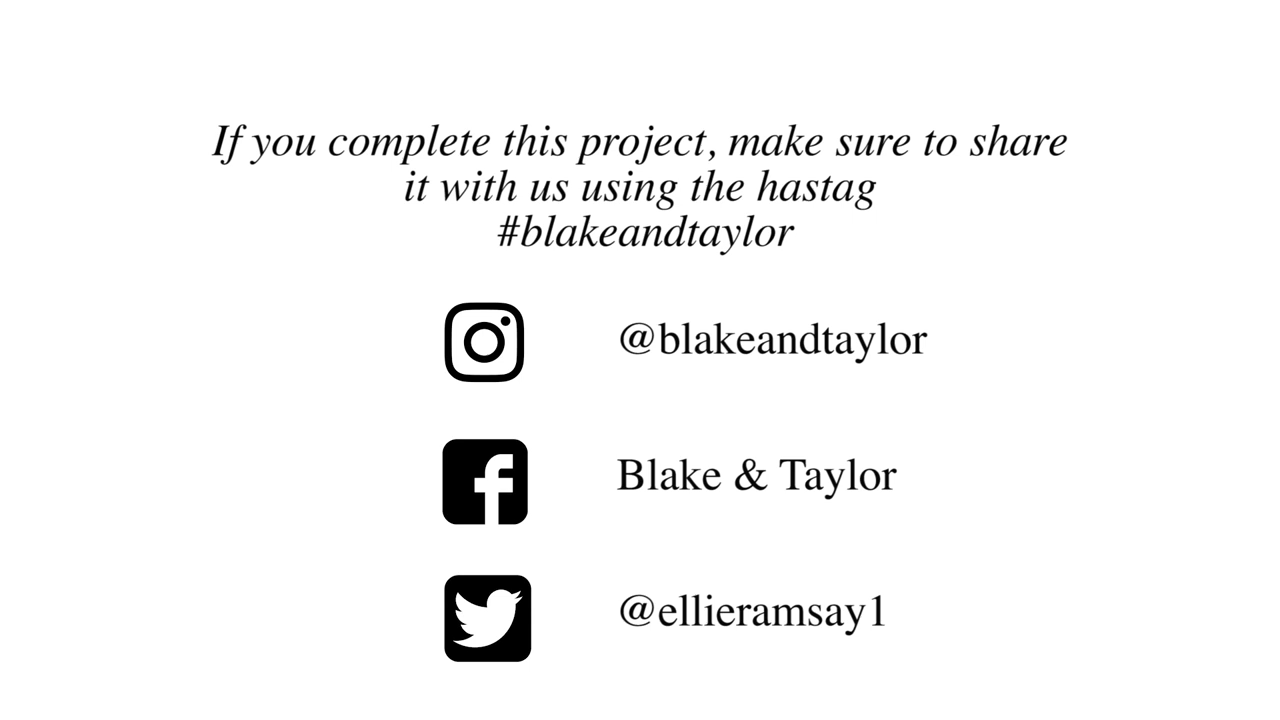 If you complete this project, make sure to share
it with us using the hastag
#blakeandtaylor
@blakeandtaylor
Blake & Taylor
@ellieramsay1